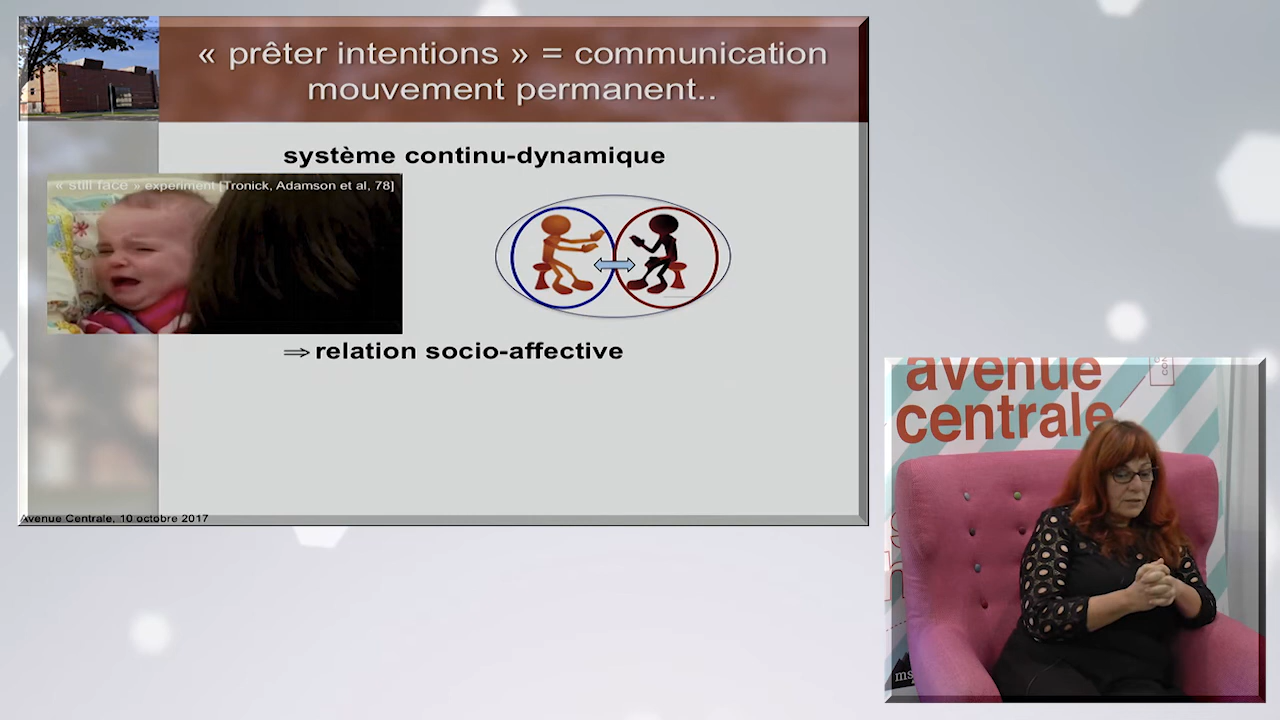 « prêter intentions » = communication
mouvement permanent..
système continu-dynamique
« still face » experiment [Tronick, Adamson et al, 78]
⇒ relation socio-affective
Avenue Centrale, 10 octobre 2017
avenue
centrale